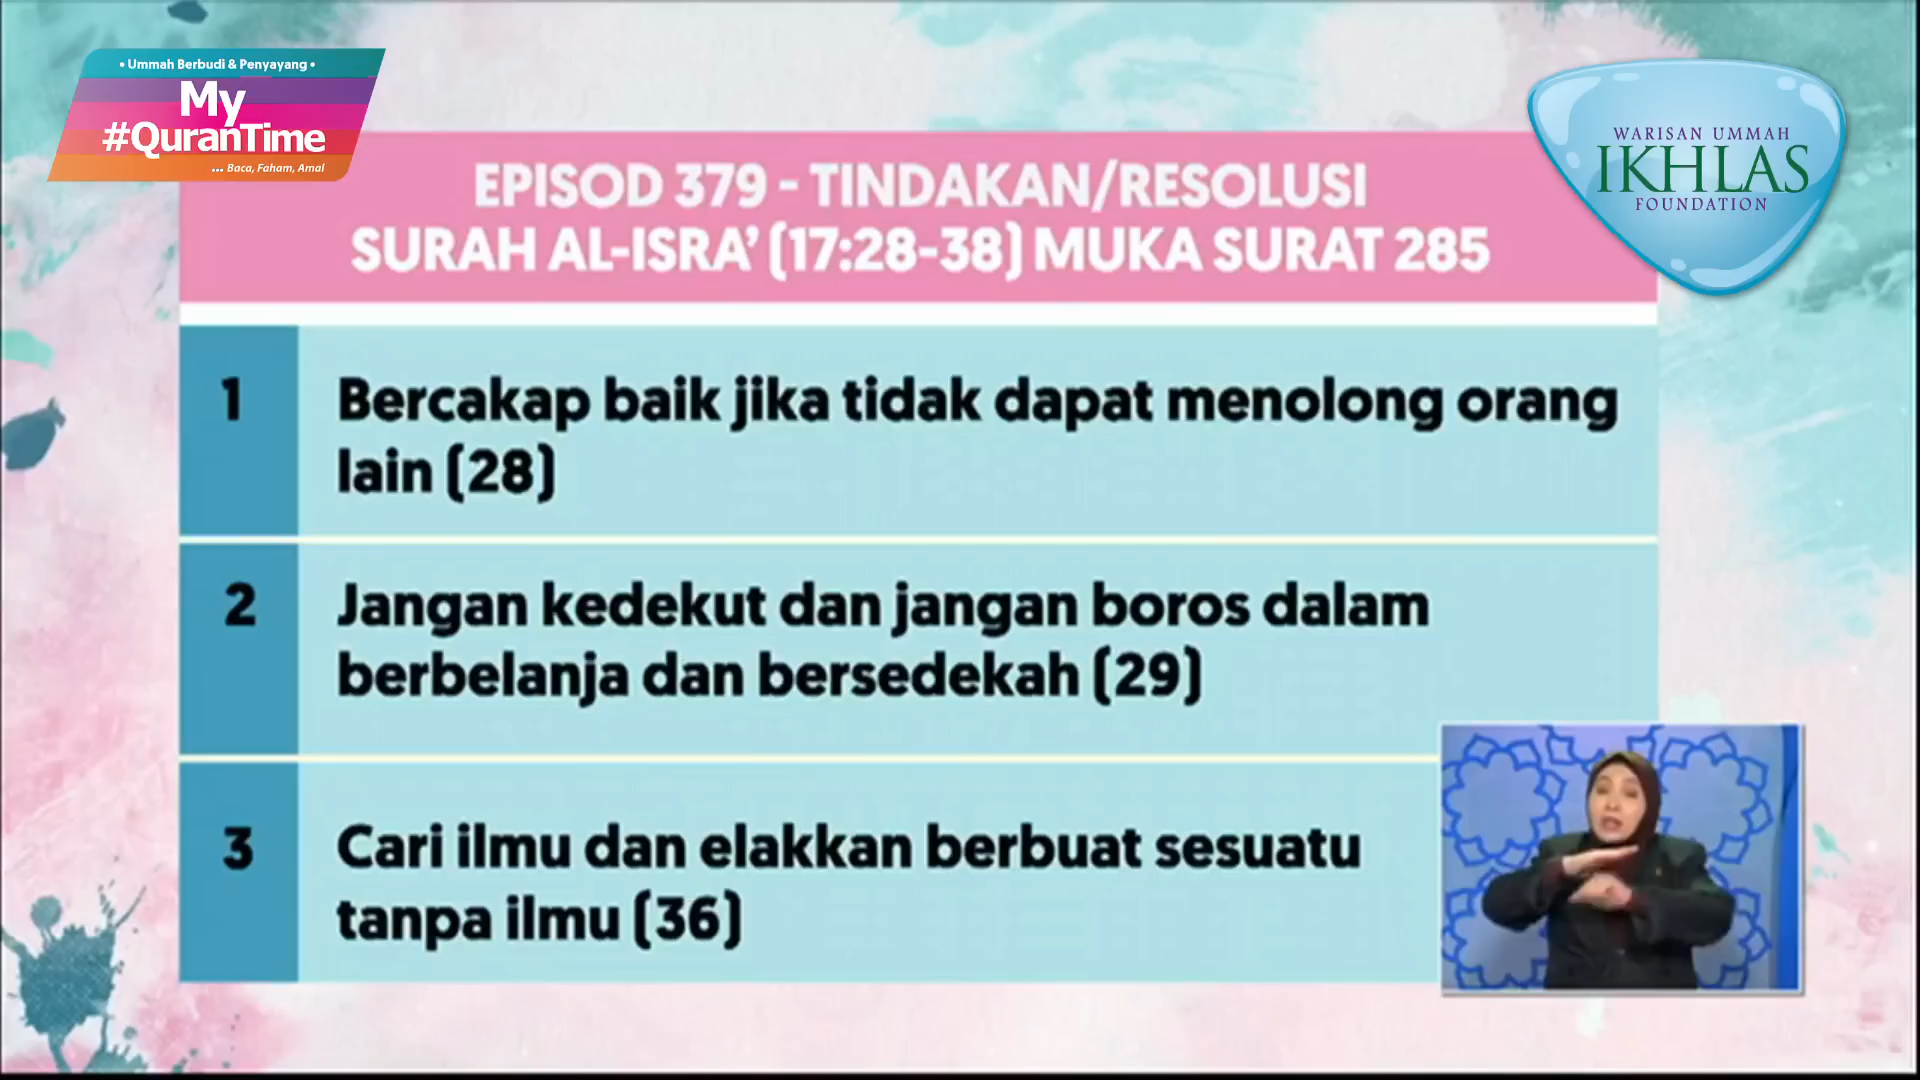 • Ummah Berbudi & Penyayang •
My
#QuranTime
... Baca, Faham, Amal
WARISAN UMMAH
IKHLAS
FOUNDATION
EPISOD 379 - TINDAKAN/RESOLUSI
SURAH AL-ISRA’ (17:28-38) MUKA SURAT 285
1
Bercakap baik jika tidak dapat menolong orang
lain (28)
2
Jangan kedekut dan jangan boros dalam
berbelanja dan bersedekah (29)
3
Cari ilmu dan elakkan berbuat sesuatu
tanpa ilmu (36)